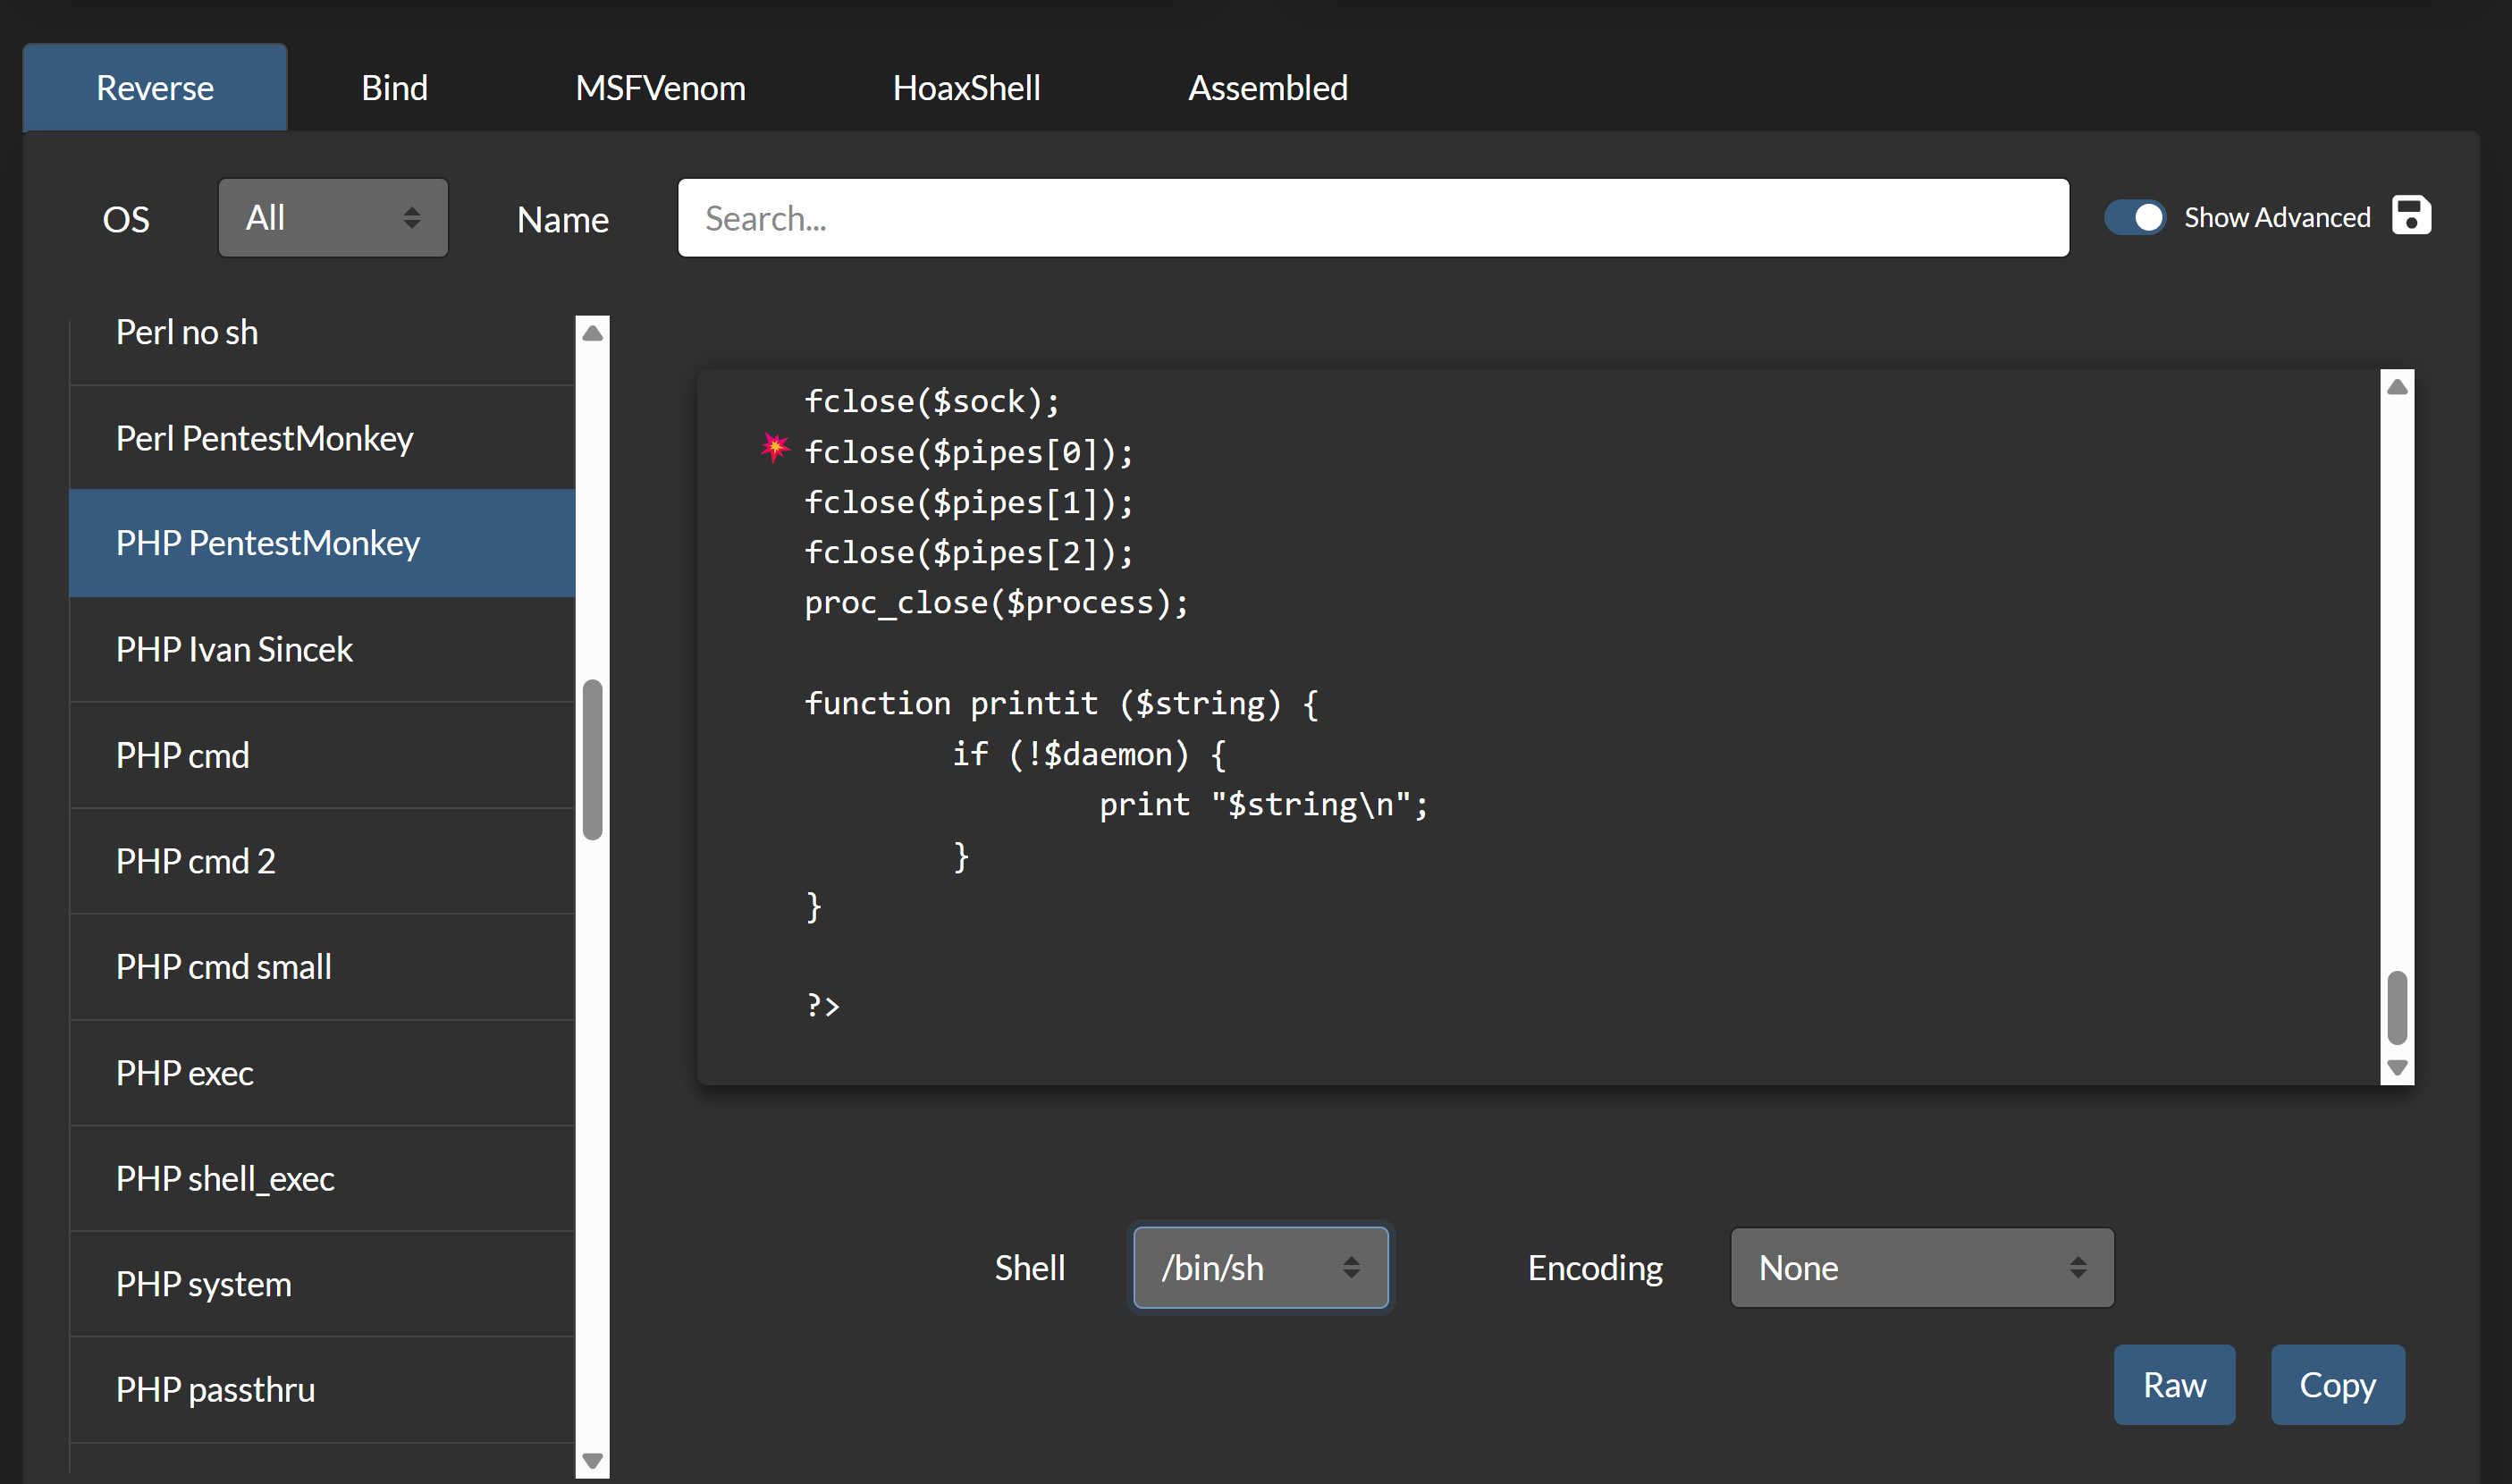 Reverse Bind MSFVenom HoaxShell Assembled
OS All Name Search... Show Advanced
Perl no sh
Perl PentestMonkey
PHP PentestMonkey
PHP Ivan Sincek
PHP cmd
PHP cmd 2
PHP cmd small
PHP exec
PHP shell_exec
PHP system
PHP passthru
fclose($sock);
fclose($pipes[0]);
fclose($pipes[1]);
fclose($pipes[2]);
proc_close($process);
function printit ($string) {
if (!$daemon) {
print "$string\n";
}
}
?>
Shell /bin/sh Encoding None
Raw Copy